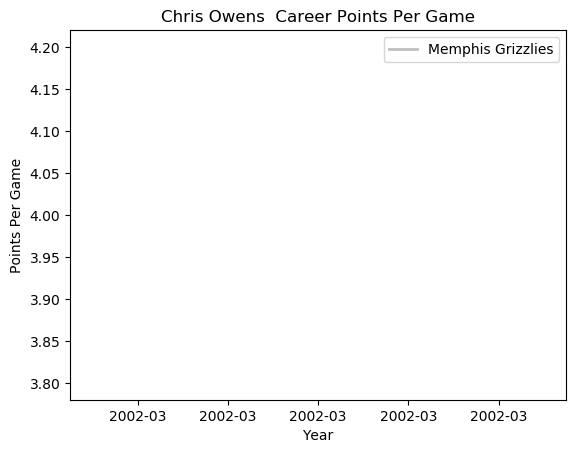 Chris Owens  Career Points Per Game
Memphis Grizzlies
Points Per Game
4.20
4.15
4.10
4.05
4.00
3.95
3.90
3.85
3.80
2002-03 2002-03 2002-03 2002-03 2002-03
Year